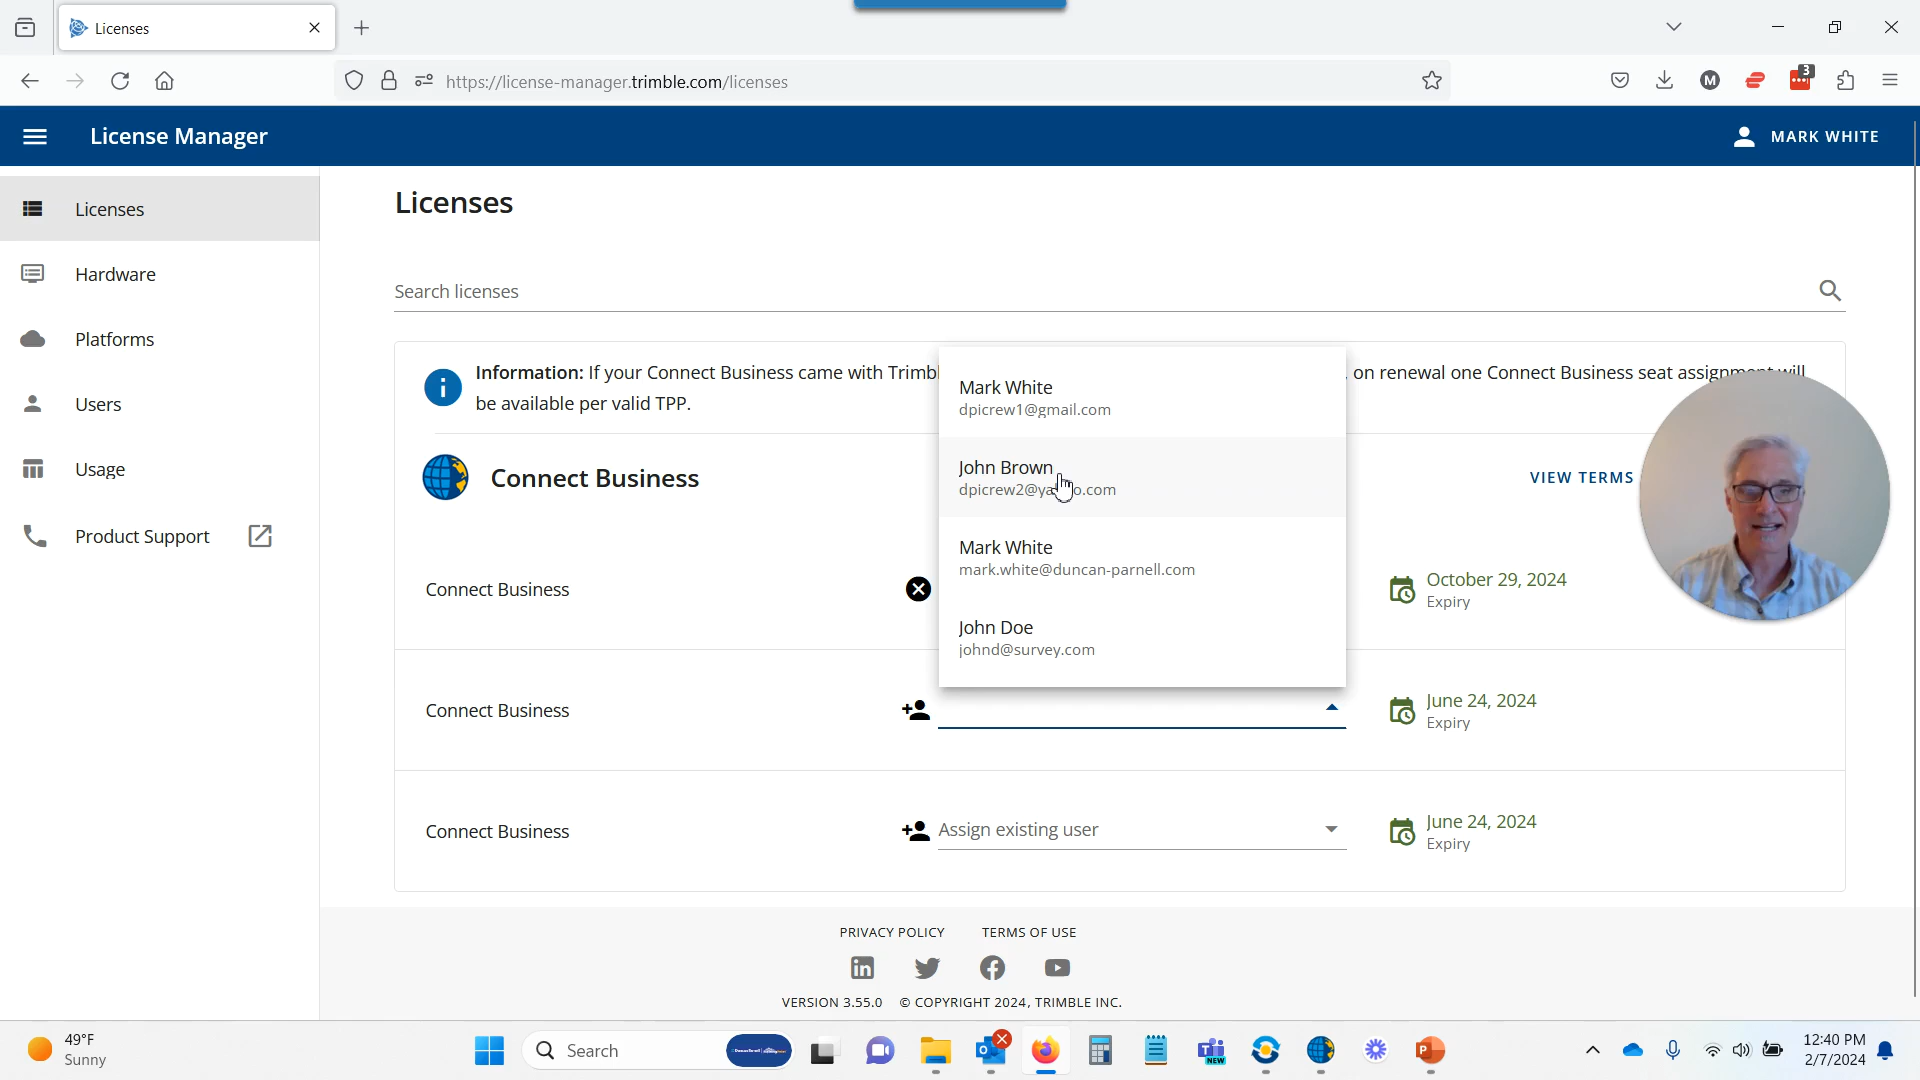 Licenses
https://license-manager.trimble.com/licenses
M
3
License Manager
MARK WHITE
Licenses
Hardware
Platforms
Users
Usage
Product Support
Licenses
Search licenses
Information: If your Connect Business came with Trimbl
, on renewal one Connect Business seat assignment will
be available per valid TPP.
Mark White
dpicrew1@gmail.com
John Brown
dpicrew2@ya o.com
Mark White
mark.white@duncan-parnell.com
John Doe
johnd@survey.com
Connect Business
VIEW TERMS
Connect Business
October 29, 2024
Expiry
Connect Business
June 24, 2024
Expiry
Connect Business
Assign existing user
June 24, 2024
Expiry
PRIVACY POLICY
TERMS OF USE
VERSION 3.55.0
© COPYRIGHT 2024, TRIMBLE INC.
49°F
Sunny
Search
NEW
12:40 PM
2/7/2024